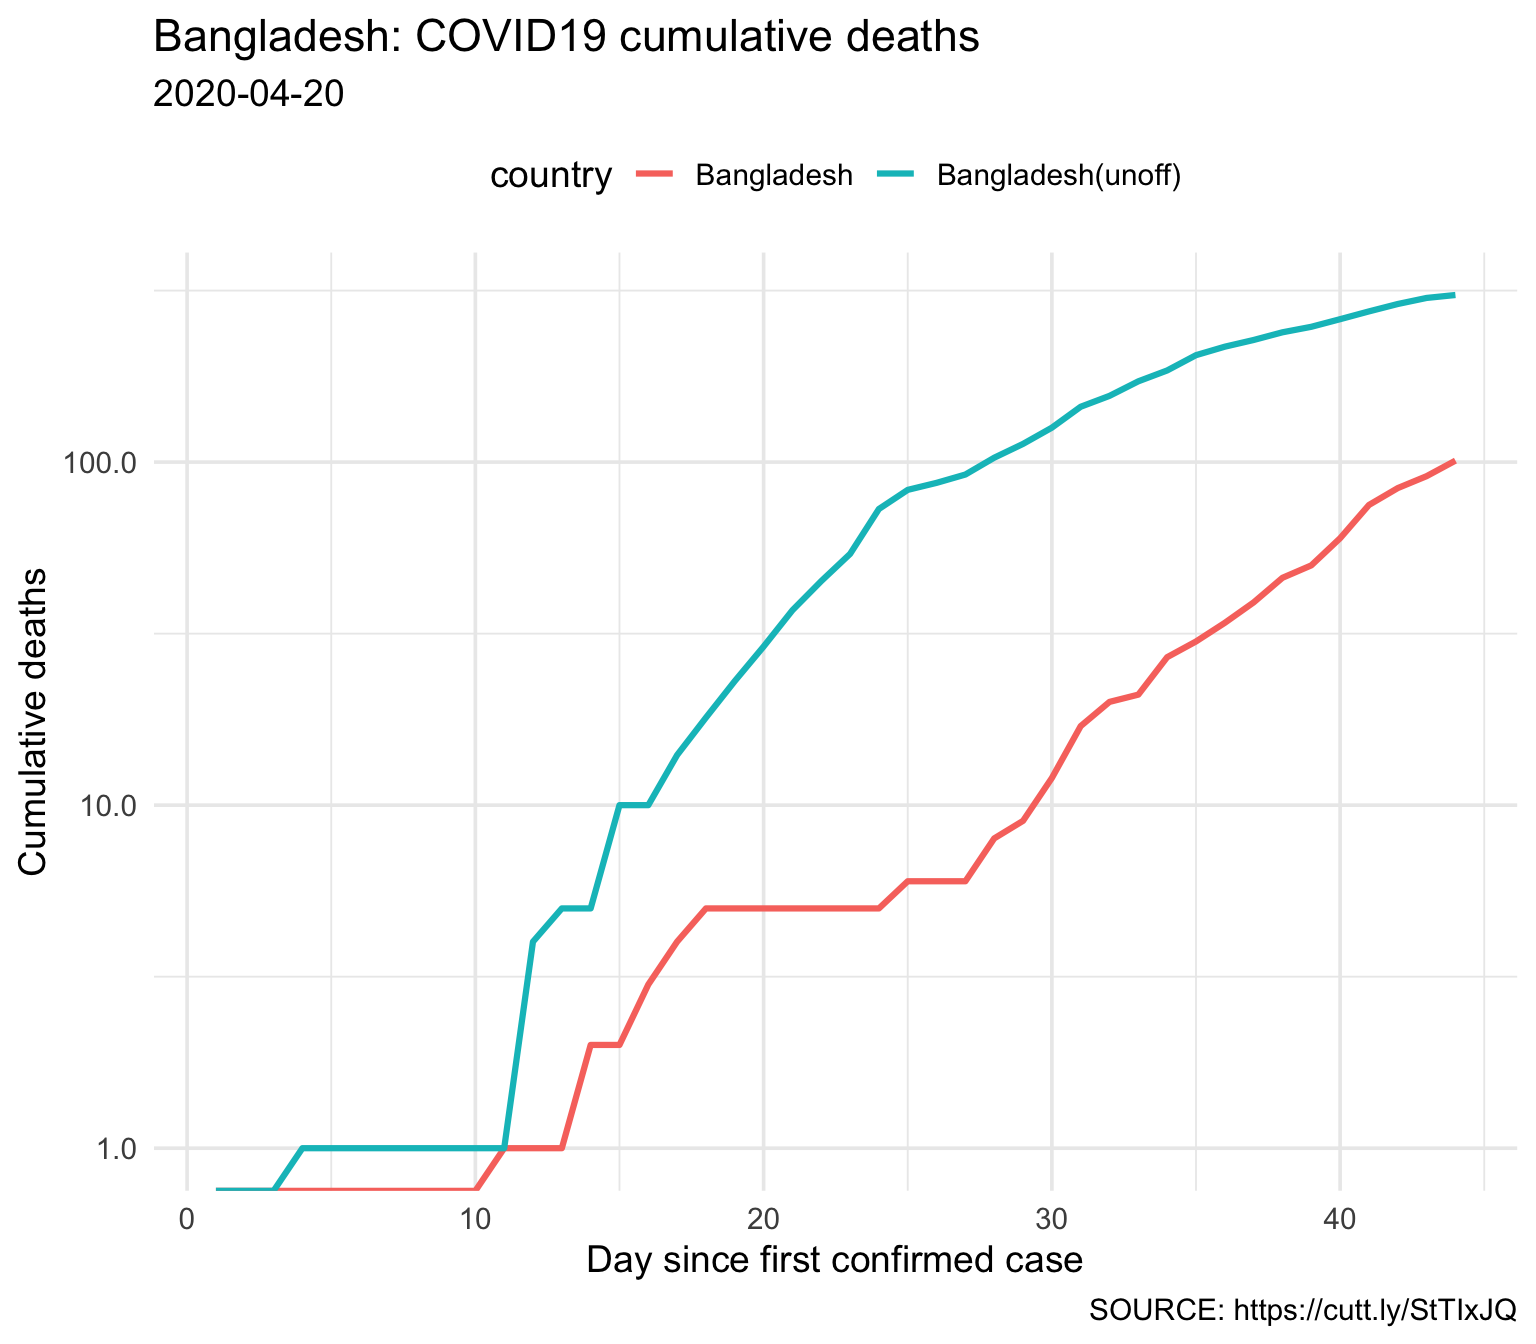 Bangladesh: COVID19 cumulative deaths
2020-04-20
country Bangladesh Bangladesh(unoff)
100.0
10.0
1.0
Cumulative deaths
0 10 20 30 40
Day since first confirmed case
SOURCE: https://cutt.ly/StTIxJQ